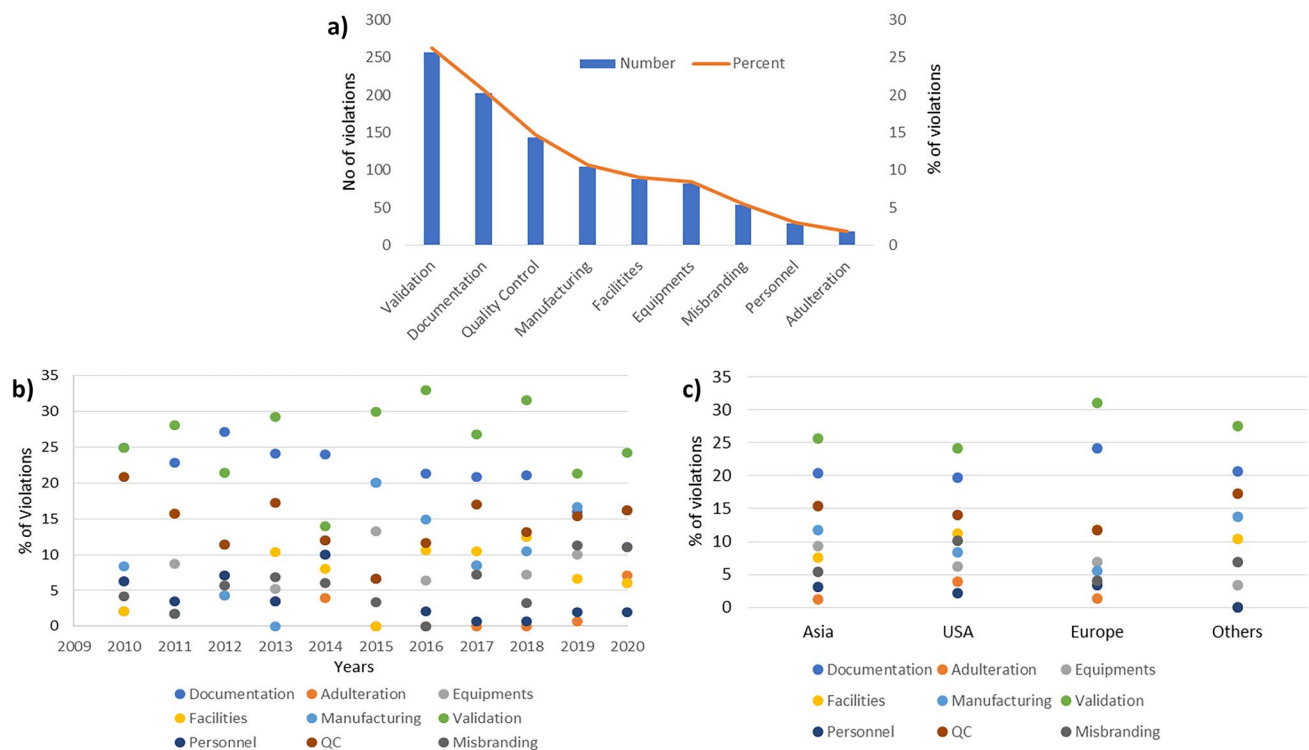 a)
No of violations
300
250
200
150
100
50
0
Number
Percent
30
25
20
15
10
5
0
% of violations
Validation
Documentation
Quality Control
Manufacturing
Facilitites
Equipments
Misbranding
Personnel
Adulteration
b)
% of Violations
35
30
25
20
15
10
5
0
2009 2010 2011 2012 2013 2014 2015 2016 2017 2018 2019 2020
Years
Documentation Adulteration Equipments
Facilities Manufacturing Validation
Personnel QC Misbranding
c)
% of violations
35
30
25
20
15
10
5
0
Asia USA Europe Others
Documentation Adulteration Equipments
Facilities Manufacturing Validation
Personnel QC Misbranding